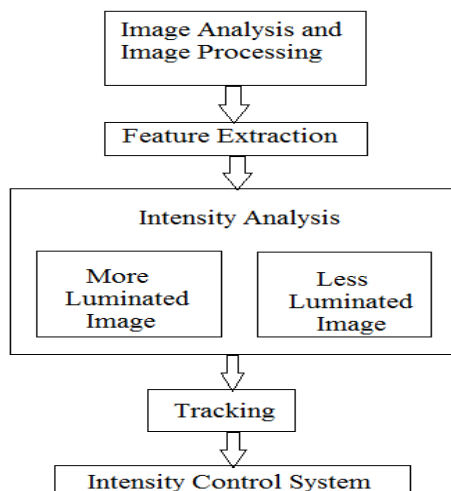 Image Analysis and
Image Processing
Feature Extraction
Intensity Analysis
More
Luminated
Image
Less
Luminated
Image
Tracking
Intensity Control System